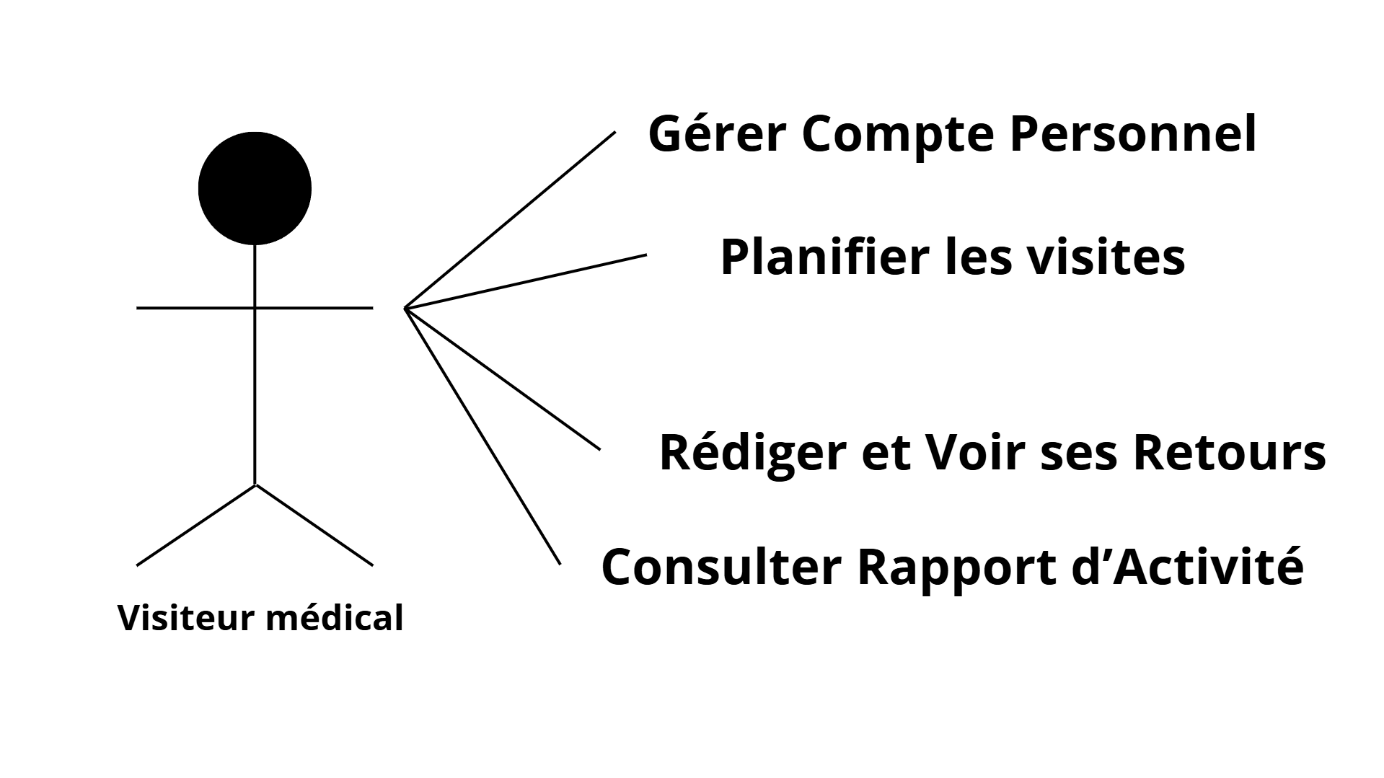 Gérer Compte Personnel
Planifier les visites
Rédiger et Voir ses Retours
Consulter Rapport d’Activité
Visiteur médical